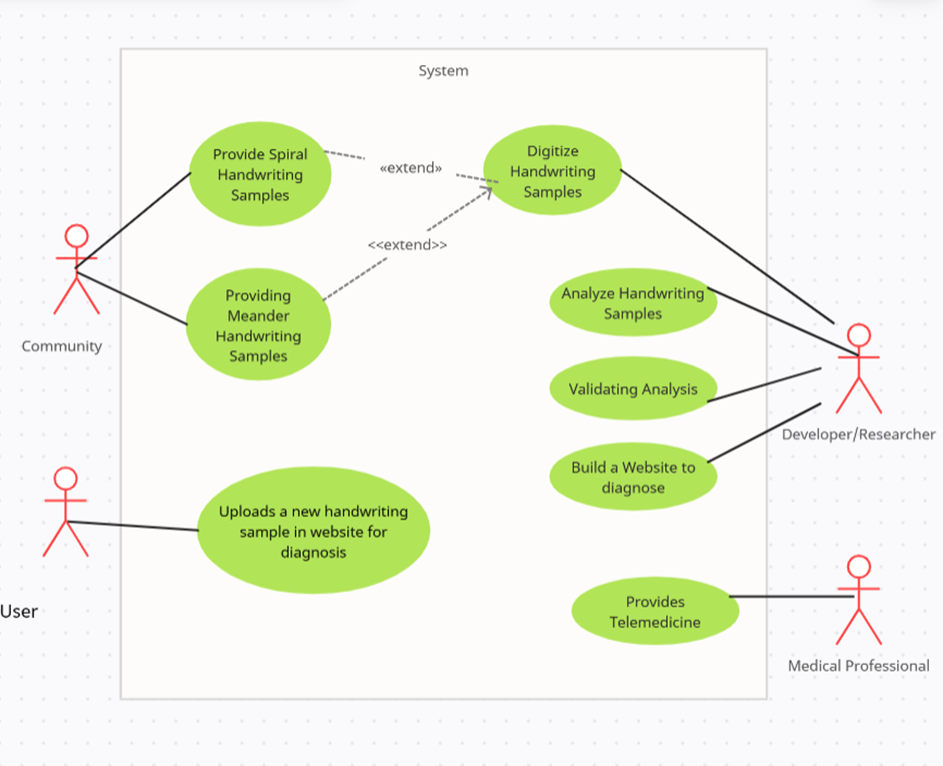 System
Provide Spiral
Handwriting
Samples
«extend»
Digitize
Handwriting
Samples
<<extend>>
Providing
Meander
Handwriting
Samples
Community
Analyze Handwriting
Samples
Validating Analysis
Developer/Researcher
Build a Website to
diagnose
Uploads a new handwriting
sample in website for
diagnosis
User
Provides
Telemedicine
Medical Professional